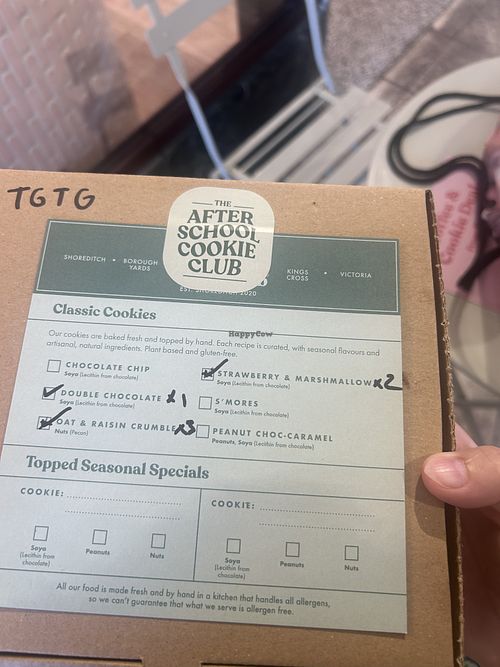 TGTG
THE
AFTER
SCHOOL
COOKIE
CLUB
SHOREDITCH • BOROUGH YARDS
KINGS CROSS • VICTORIA
2020
Classic Cookies
HappyCow
Our cookies are baked fresh and topped by hand. Each recipe is curated, with seasonal flavours and
artisanal, natural ingredients. Plant based and gluten-free.
CHOCOLATE CHIP
Soya (Lecithin from chocolate)
DOUBLE CHOCOLATE x1
Soya (Lecithin from chocolate)
OAT & RAISIN CRUMBLE x3
Nuts (Pecan)
STRAWBERRY & MARSHMALLOW x2
Soya (Lecithin from chocolate)
S'MORES
Soya (Lecithin from chocolate)
PEANUT CHOC-CARAMEL
Peanuts, Soya (Lecithin from chocolate)
Topped Seasonal Specials
COOKIE:
Soya
(Lecithin from
chocolate)
Peanuts
Nuts
COOKIE:
Soya
(Lecithin from
chocolate)
Peanuts
Nuts
All our food is made fresh and by hand in a kitchen that handles all allergens,
so we can't guarantee that what we serve is allergen free.